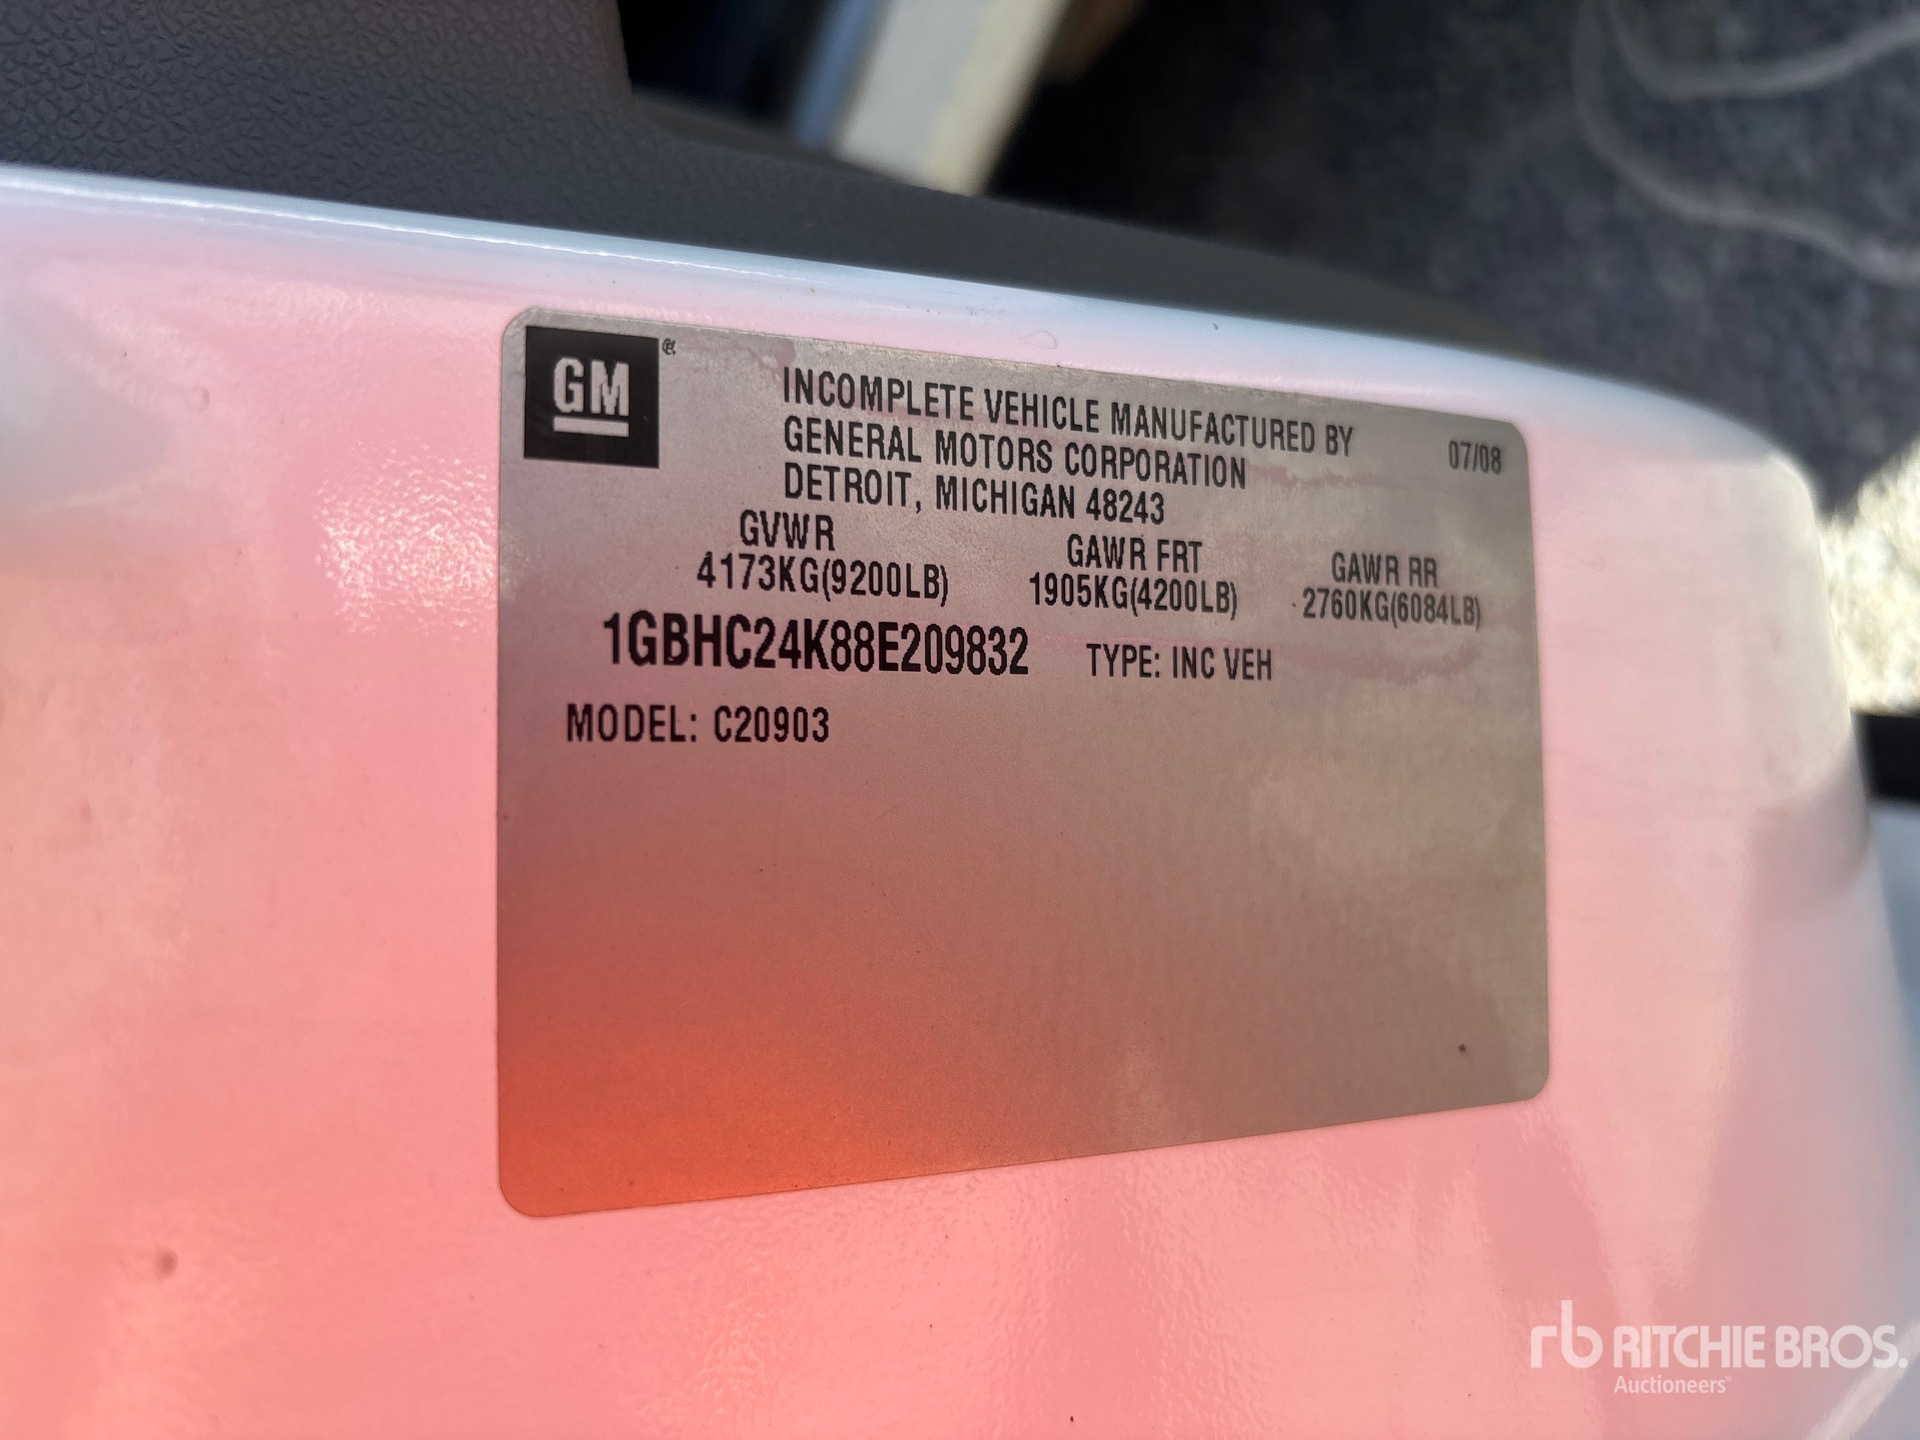 GM
®
INCOMPLETE VEHICLE MANUFACTURED BY
GENERAL MOTORS CORPORATION
DETROIT, MICHIGAN 48243
07/08
GVWR GAWR FRT GAWR RR
4173KG(9200LB) 1905KG(4200LB) 2760KG(6084LB)
1GBHC24K88E209832 TYPE: INC VEH
MODEL: C20903
rb RITCHIE BROS.
Auctioneers